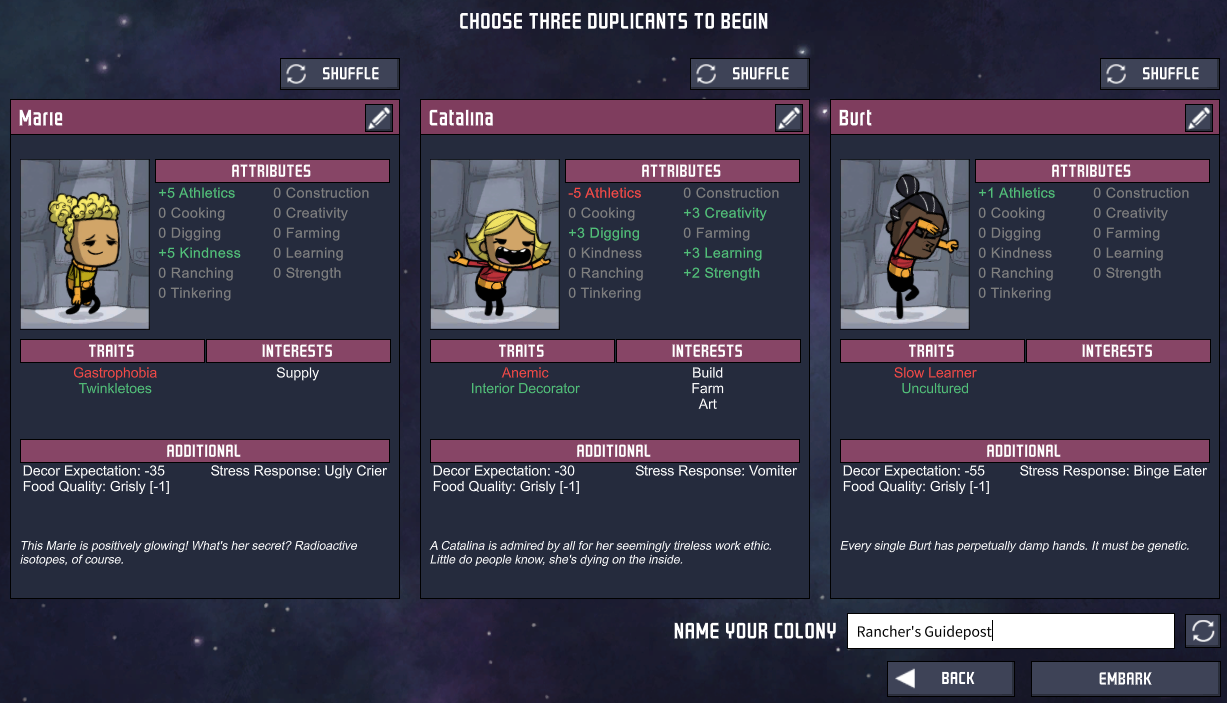 CHOOSE THREE DUPLICANTS TO BEGIN
SHUFFLE
SHUFFLE
SHUFFLE
Marie
ATTRIBUTES
+5 Athletics 0 Construction
0 Cooking 0 Creativity
0 Digging 0 Farming
+5 Kindness 0 Learning
0 Ranching 0 Strength
0 Tinkering
TRAITS INTERESTS
Gastrophobia Supply
Twinkletoes
ADDITIONAL
Decor Expectation: -35 Stress Response: Ugly Crier
Food Quality: Grisly [-1]
This Marie is positively glowing! What's her secret? Radioactive
isotopes, of course.
Catalina
ATTRIBUTES
-5 Athletics 0 Construction
0 Cooking +3 Creativity
+3 Digging 0 Farming
0 Kindness +3 Learning
0 Ranching +2 Strength
0 Tinkering
TRAITS INTERESTS
Anemic Build
Interior Decorator Farm
Art
ADDITIONAL
Decor Expectation: -30 Stress Response: Vomiter
Food Quality: Grisly [-1]
A Catalina is admired by all for her seemingly tireless work ethic.
Little do people know, she's dying on the inside.
Burt
ATTRIBUTES
+1 Athletics 0 Construction
0 Cooking 0 Creativity
0 Digging 0 Farming
0 Kindness 0 Learning
0 Ranching 0 Strength
0 Tinkering
TRAITS INTERESTS
Slow Learner
Uncultured
ADDITIONAL
Decor Expectation: -55 Stress Response: Binge Eater
Food Quality: Grisly [-1]
Every single Burt has perpetually damp hands. It must be genetic.
NAME YOUR COLONY Rancher's Guidepost
BACK EMBARK